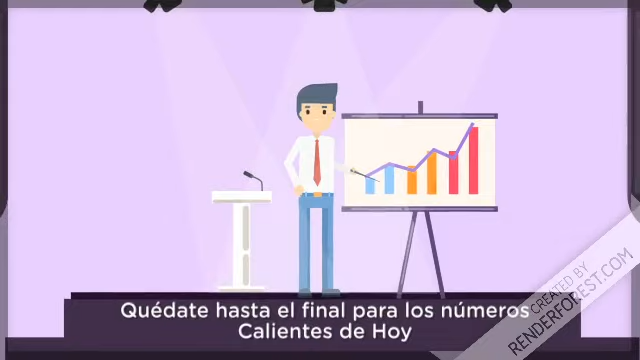 Quédate hasta el final para los números
Calientes de Hoy
CREATED BY
RENDERFOREST.COM